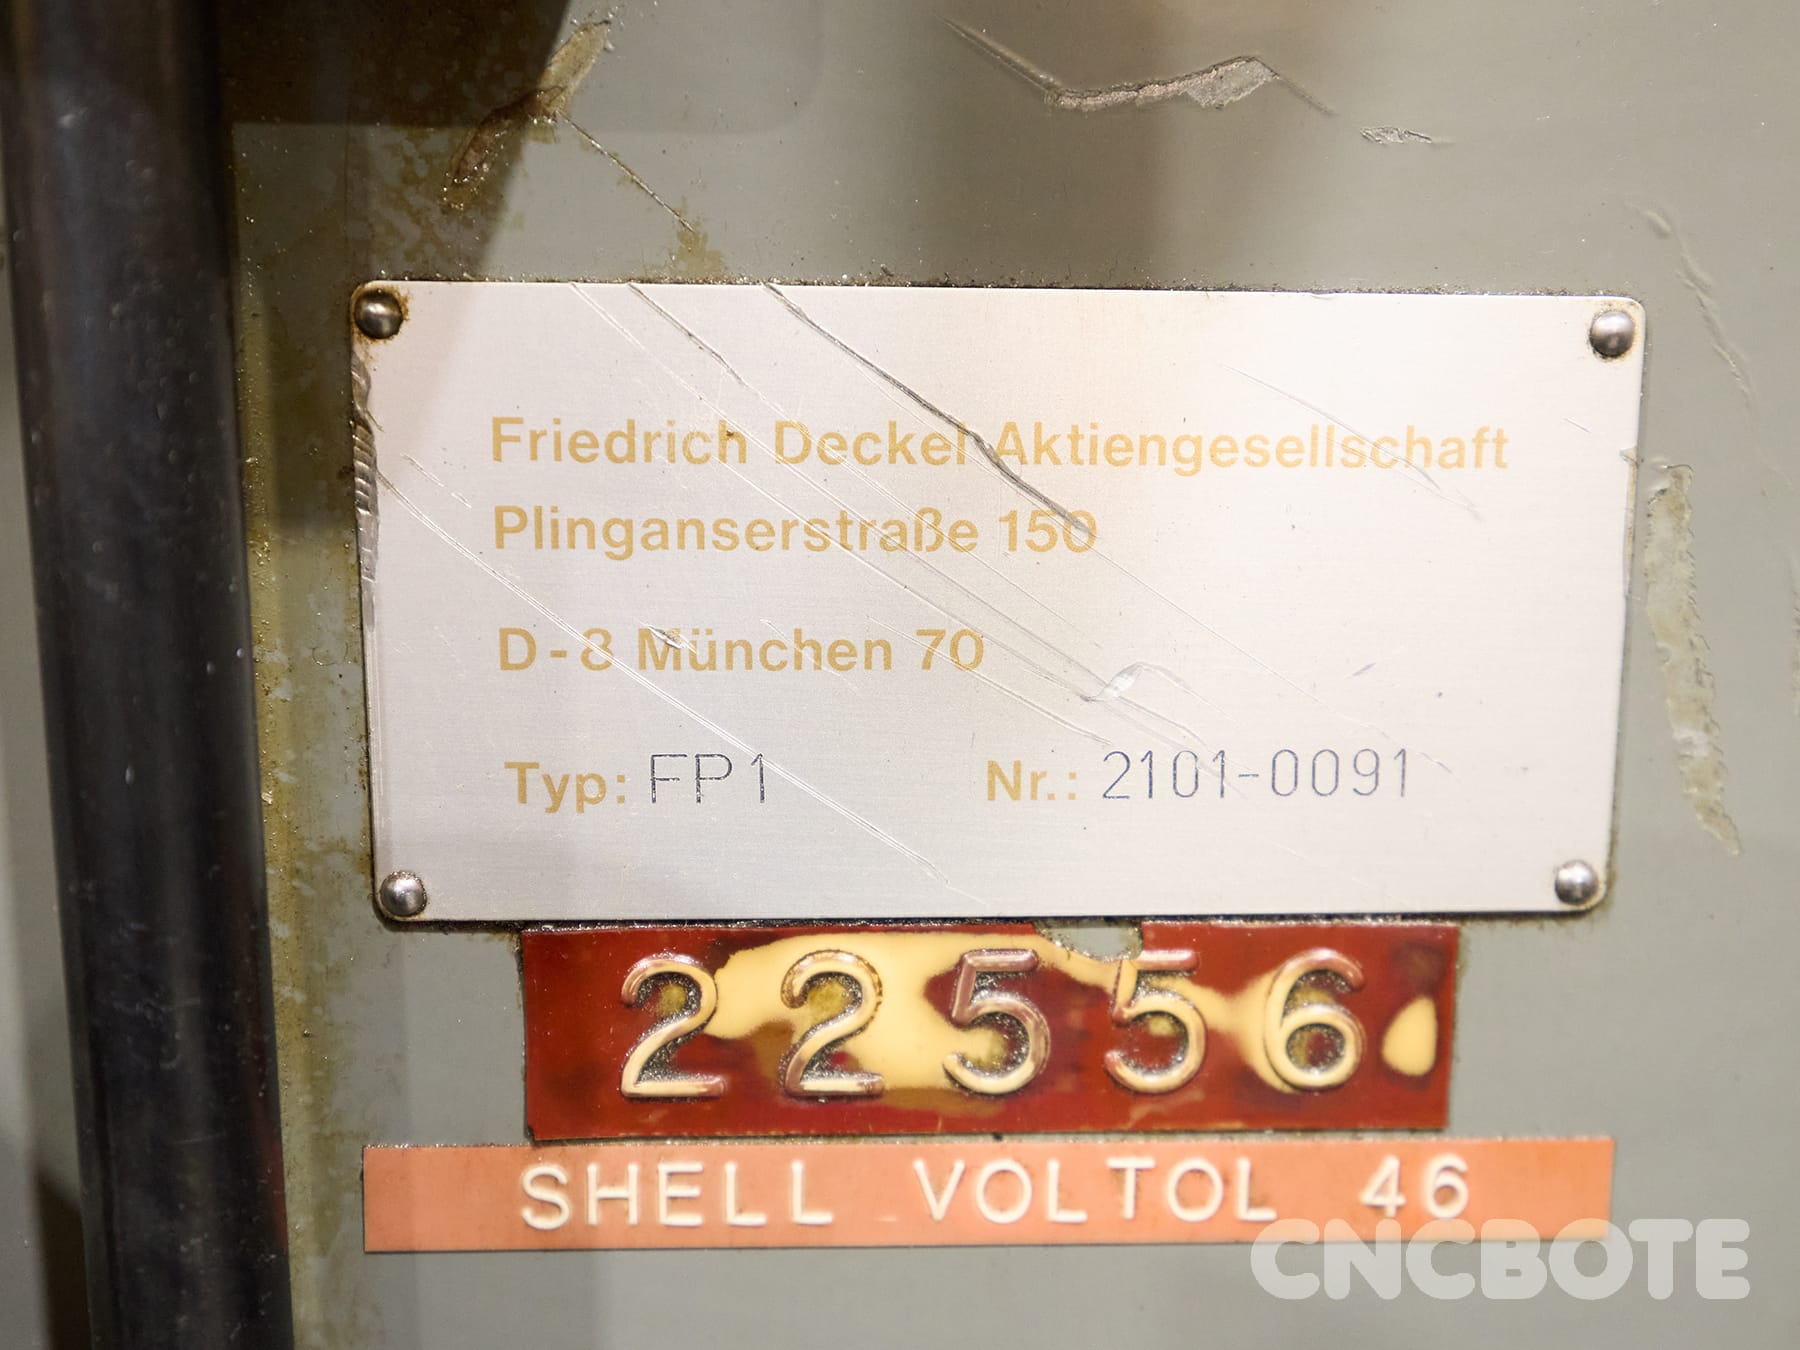 Friedrich Deckel Aktiengesellschaft
Plinganserstraße 150
D-8 München 70
Typ: FP1 Nr.: 2101-0091
22556
SHELL VOLTOL 46
CNCBOTE